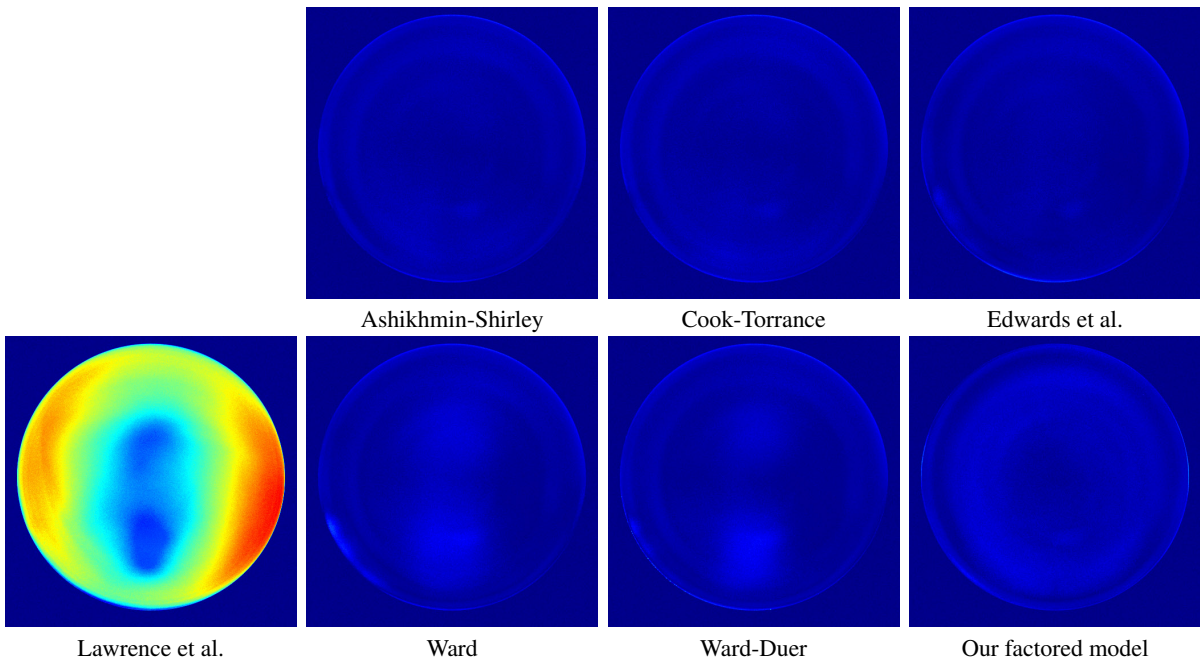 Ashikhmin-Shirley
Cook-Torrance
Edwards et al.
Lawrence et al.
Ward
Ward-Duer
Our factored model